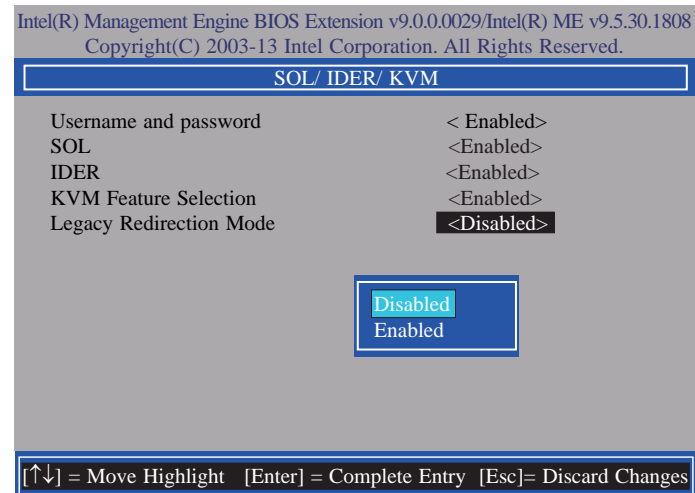 Intel(R) Management Engine BIOS Extension v9.0.0.0029/Intel(R) ME v9.5.30.1808
Copyright(C) 2003-13 Intel Corporation. All Rights Reserved.
SOL/ IDER/ KVM
Username and password < Enabled>
SOL <Enabled>
IDER <Enabled>
KVM Feature Selection <Enabled>
Legacy Redirection Mode <Disabled>
Disabled
Enabled
[↑↓] = Move Highlight [Enter] = Complete Entry [Esc]= Discard Changes